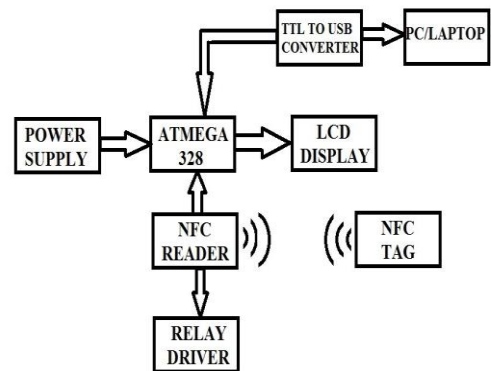 TTL TO USB
CONVERTER
PC/LAPTOP
POWER
SUPPLY
ATMEGA
328
LCD
DISPLAY
NFC
READER
NFC
TAG
RELAY
DRIVER